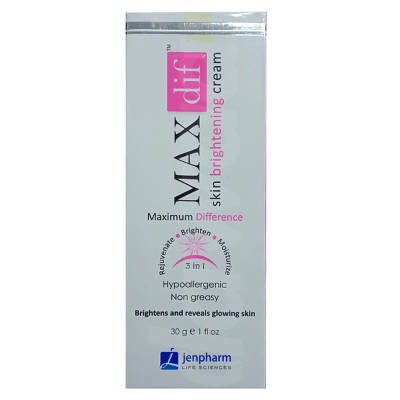 MAX dif™
skin brightening cream
Maximum Difference
Rejuvenate • Brighten • Moisturize
3 in 1
Hypoallergenic
Non greasy
Brightens and reveals glowing skin
30 g e 1 fl oz
jenpharm
LIFE SCIENCES